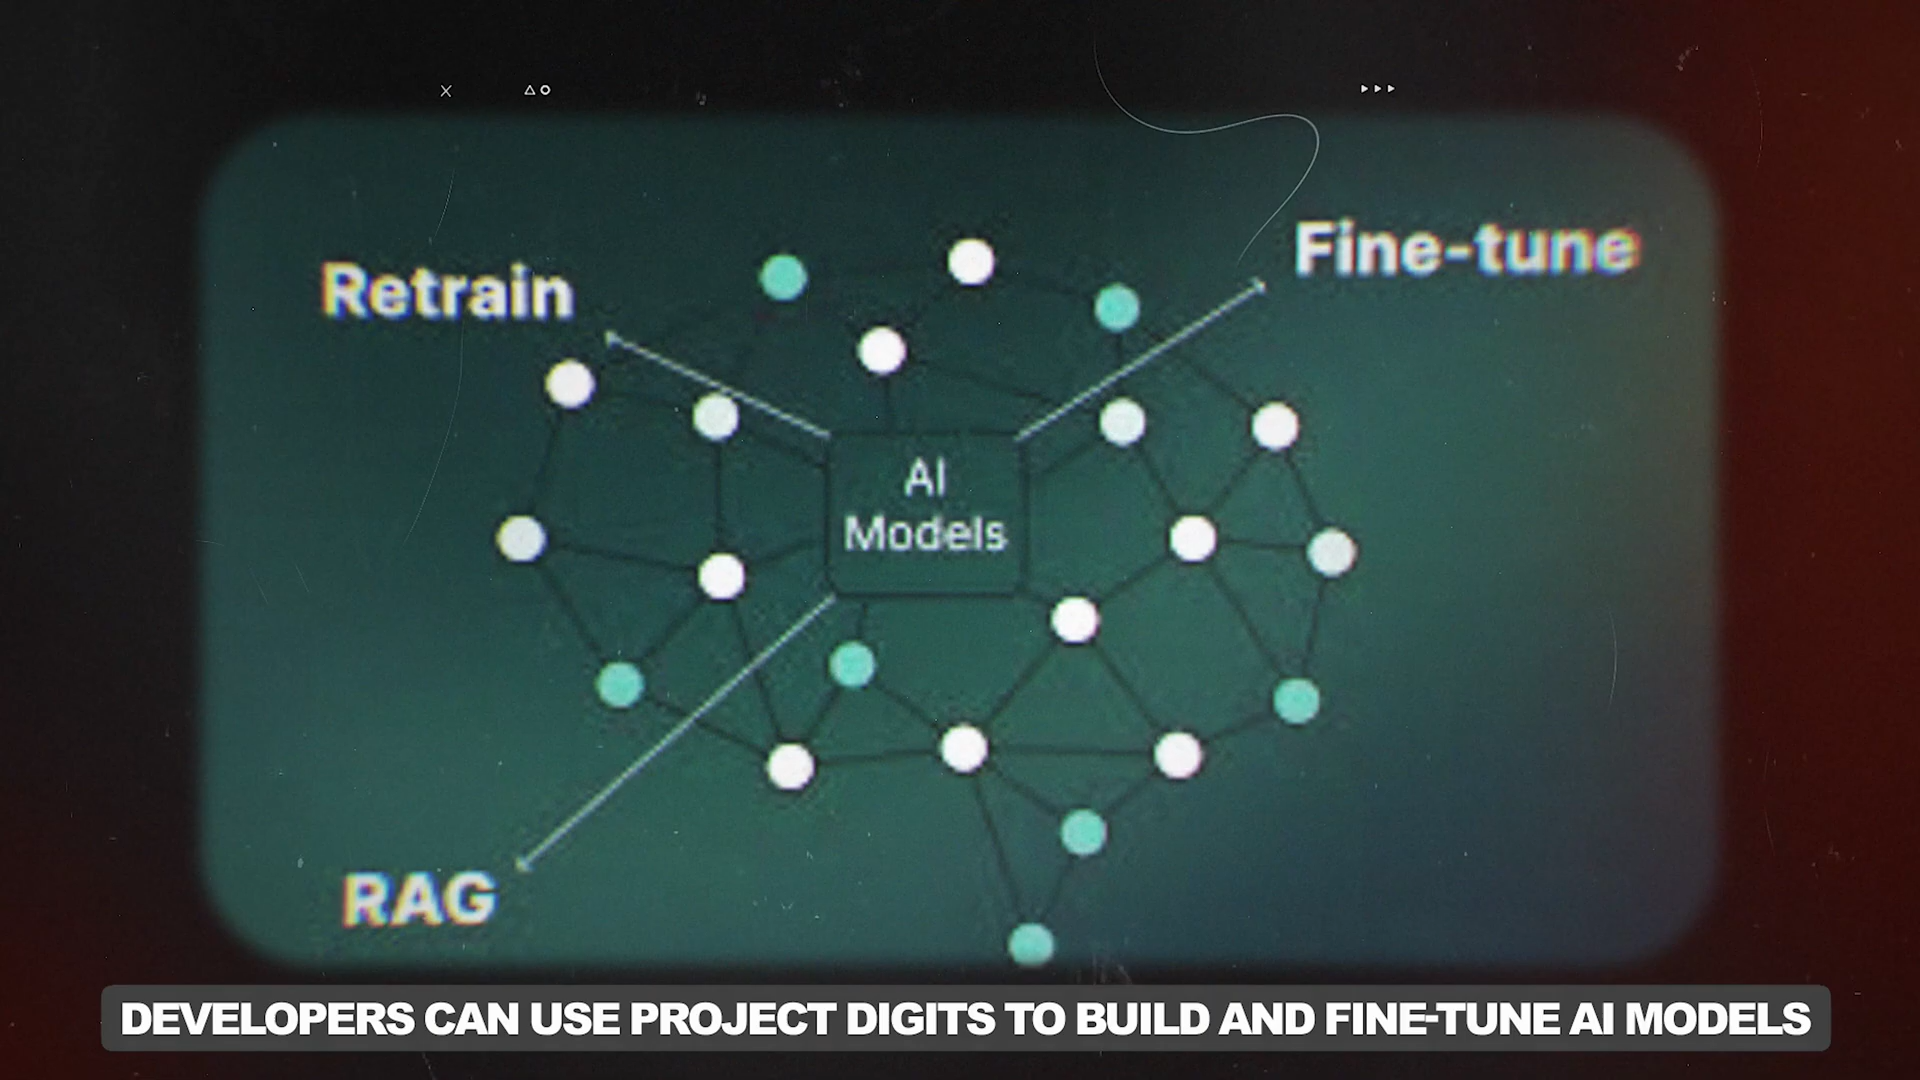 Retrain
Fine-tune
AI
Models
RAG
DEVELOPERS CAN USE PROJECT DIGITS TO BUILD AND FINE-TUNE AI MODELS